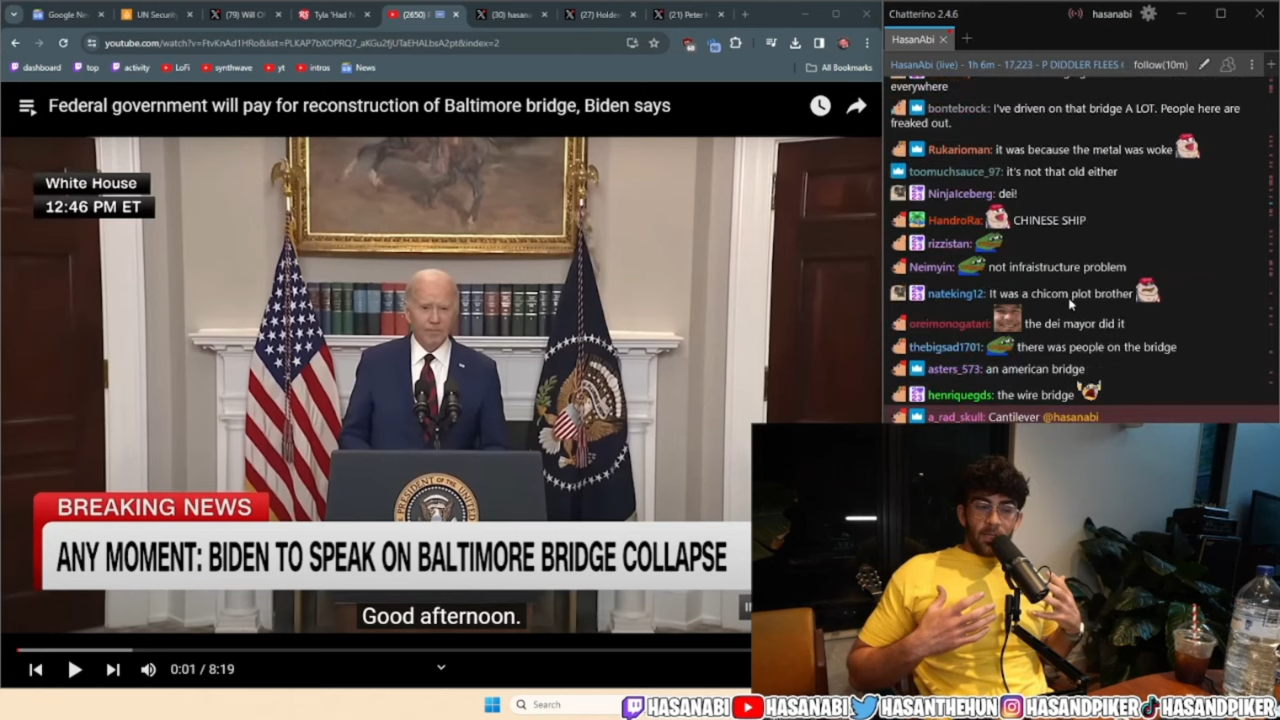 Google Ne
UN Securit
(79) Will O
Tyla 'Had N
(2650)
(30) hasana
(27) Holde
(21) Peter
youtube.com/watch?v=FtvKnAd1HRo&list=PLKAP7bXOPRQ7_aKGu2fjUTaEHALbsA2pt&index=2
dashboard
top
activity
LoFi
synthwave
yt
intros
News
All Bookmarks
Federal government will pay for reconstruction of Baltimore bridge, Biden says
White House
12:46 PM ET
PRESIDENT OF THE UNITED
BREAKING NEWS
ANY MOMENT: BIDEN TO SPEAK ON BALTIMORE BRIDGE COLLAPSE
Good afternoon.
0:01 / 8:19
Chatterino 2.4.6
hasanabi
HasanAbi
HasanAbi (live) - 1h 6m - 17,223 - P DIDDLER FLEES
follow(10m)
everywhere
bontebrock: I've driven on that bridge A LOT. People here are
freaked out.
Rukarioman: it was because the metal was woke
toomuchsauce_97: it's not that old either
NinjaIceberg: dei!
HandroRa: CHINESE SHIP
rizzistan:
Neimyin: not infraistructure problem
nateking12: It was a chicom plot brother
oreimonogatari: the dei mayor did it
thebigsad1701: there was people on the bridge
asters_573: an american bridge
henriquegds: the wire bridge
a_rad_skull: Cantilever @hasanabi
Search
HASANABI
HASANABI
HASANTHEHUN
HASANDPIKER
HASANDPIKER